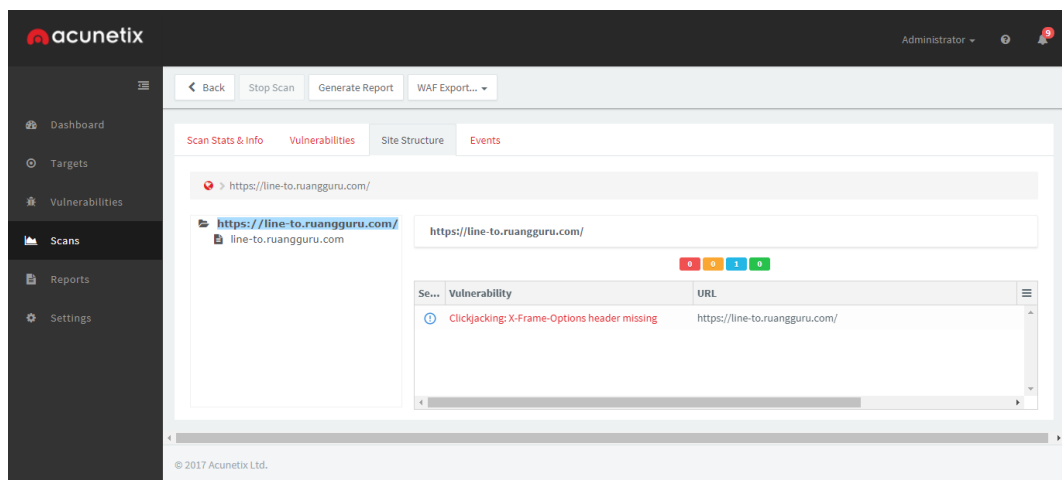 acunetix
Administrator
9
Back
Stop Scan
Generate Report
WAF Export...
Dashboard
Targets
Vulnerabilities
Scans
Reports
Settings
Scan Stats & Info
Vulnerabilities
Site Structure
Events
> https://line-to.ruangguru.com/
https://line-to.ruangguru.com/
line-to.ruangguru.com
https://line-to.ruangguru.com/
0 0 1 0
Se... Vulnerability URL
Clickjacking: X-Frame-Options header missing https://line-to.ruangguru.com/
© 2017 Acunetix Ltd.